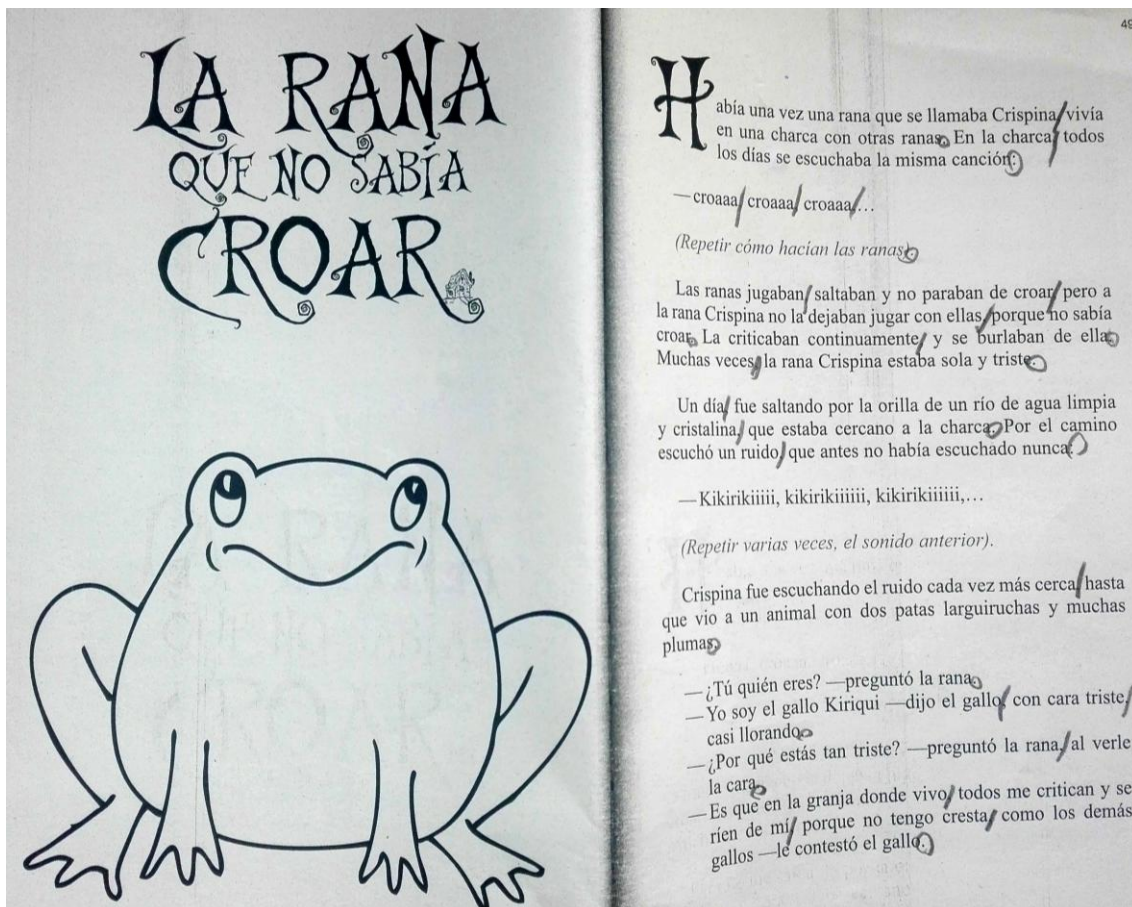 LA RANA
QUE NO SABÍA
CROAR
49
Había una vez una rana que se llamaba Crispina, vivía
en una charca con otras ranas. En la charca, todos
los días se escuchaba la misma canción:
—croaaa, croaaa, croaaa,…
(Repetir cómo hacían las ranas).
Las ranas jugaban, saltaban y no paraban de croar, pero a
la rana Crispina no la dejaban jugar con ellas, porque no sabía
croar. La criticaban continuamente, y se burlaban de ella.
Muchas veces, la rana Crispina estaba sola y triste.
Un día, fue saltando por la orilla de un río de agua limpia
y cristalina, que estaba cercano a la charca. Por el camino
escuchó un ruido, que antes no había escuchado nunca:
—Kikirikiiiii, kikirikiiiiii, kikirikiiiiii,…
(Repetir varias veces, el sonido anterior).
Crispina fue escuchando el ruido cada vez más cerca, hasta
que vio a un animal con dos patas larguiruchas y muchas
plumas.
—¿Tú quién eres? —preguntó la rana.
—Yo soy el gallo Kiriqui —dijo el gallo, con cara triste,
casi llorando.
—¿Por qué estás tan triste? —preguntó la rana, al verle
la cara.
—Es que en la granja donde vivo, todos me critican y se
ríen de mí, porque no tengo cresta, como los demás
gallos —le contestó el gallo.